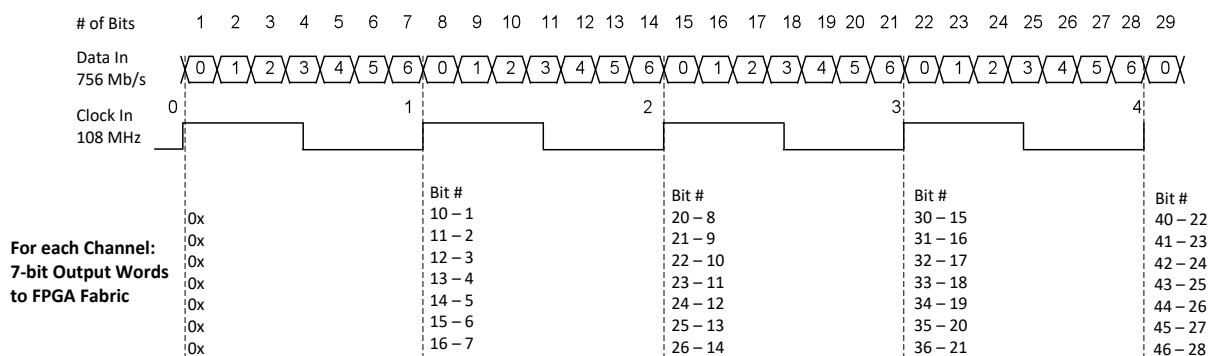 # of Bits 1 2 3 4 5 6 7 8 9 10 11 12 13 14 15 16 17 18 19 20 21 22 23 24 25 26 27 28 29
Data In
756 Mb/s
0 1 2 3 4 5 6 0 1 2 3 4 5 6 0 1 2 3 4 5 6 0 1 2 3 4 5 6 0
Clock In
108 MHz
0 1 2 3 4
For each Channel:
7-bit Output Words
to FPGA Fabric
0x
0x
0x
0x
0x
0x
0x
Bit #
10 – 1
11 – 2
12 – 3
13 – 4
14 – 5
15 – 6
16 – 7
Bit #
20 – 8
21 – 9
22 – 10
23 – 11
24 – 12
25 – 13
26 – 14
Bit #
30 – 15
31 – 16
32 – 17
33 – 18
34 – 19
35 – 20
36 – 21
Bit #
40 – 22
41 – 23
42 – 24
43 – 25
44 – 26
45 – 27
46 – 28